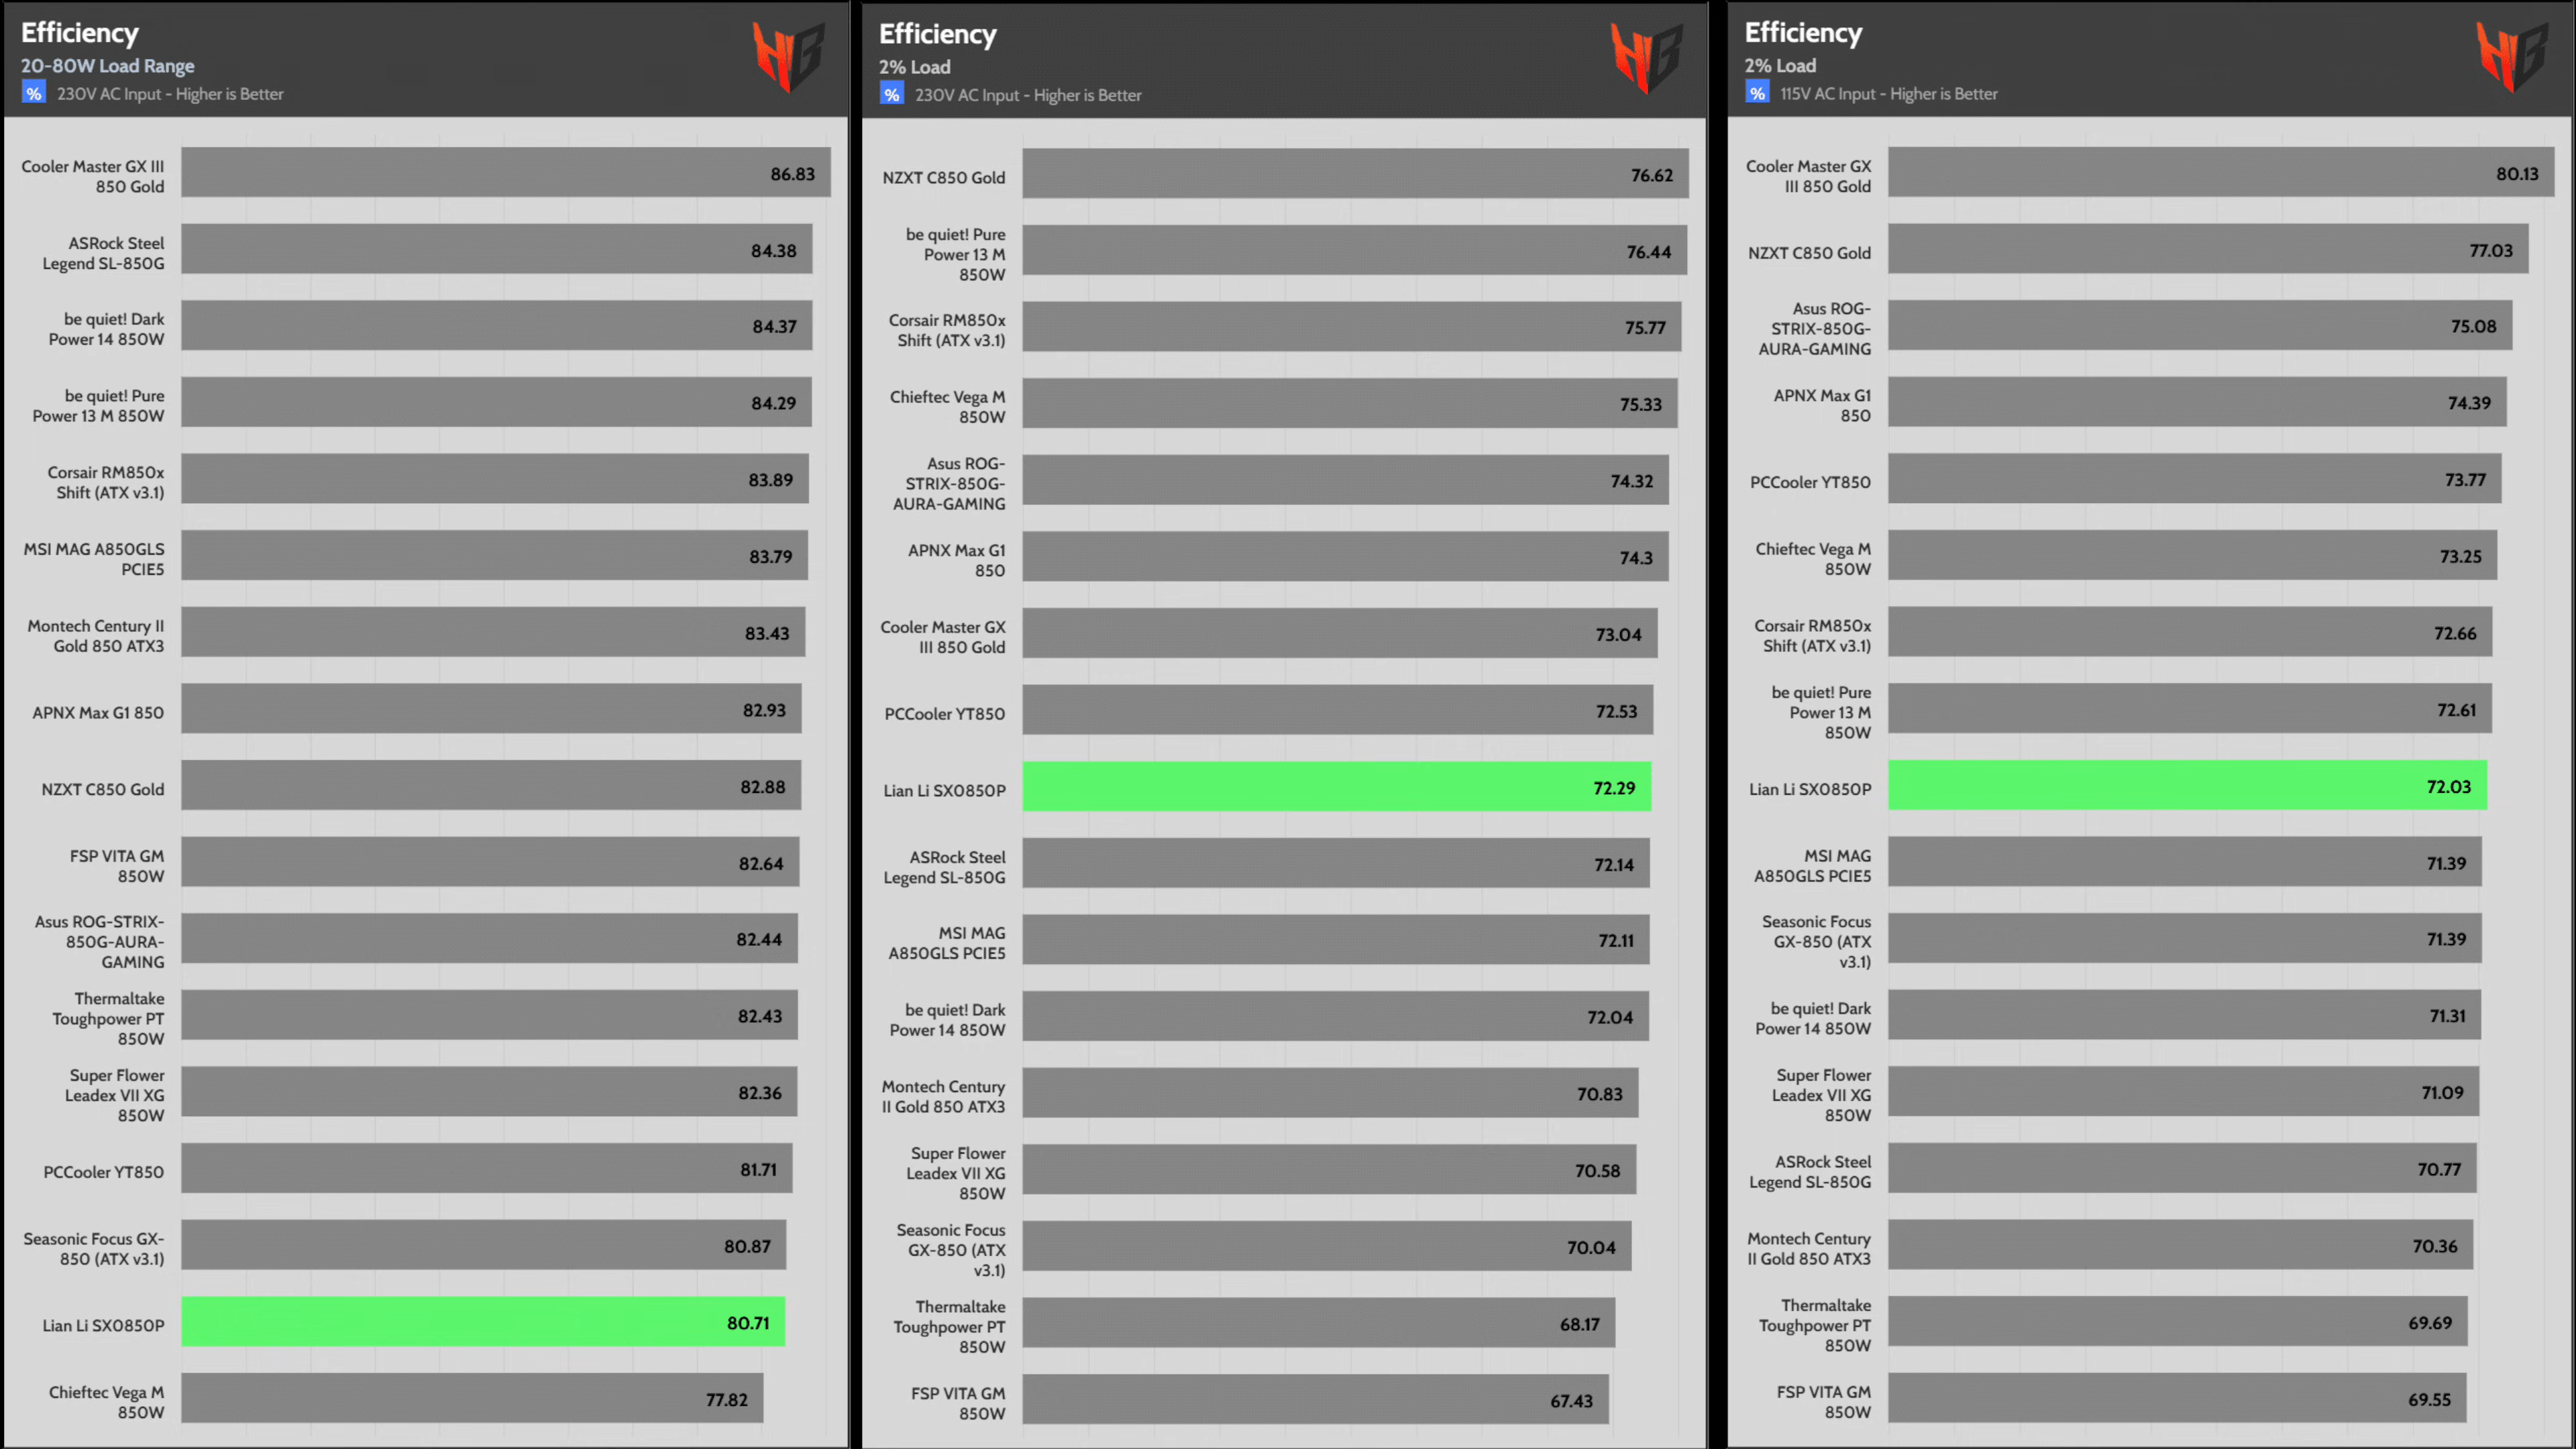 Efficiency
20-80W Load Range
% 230V AC Input - Higher is Better
HB
Cooler Master GX III
850 Gold
86.83
ASRock Steel
Legend SL-850G
84.38
be quiet! Dark
Power 14 850W
84.37
be quiet! Pure
Power 13 M 850W
84.29
Corsair RM850x
Shift (ATX v3.1)
83.89
MSI MAG A850GLS
PCIE5
83.79
Montech Century II
Gold 850 ATX3
83.43
APNX Max G1 850
82.93
NZXT C850 Gold
82.88
FSP VITA GM
850W
82.64
Asus ROG-STRIX-
850G-AURA-
GAMING
82.44
Thermaltake
Toughpower PT
850W
82.43
Super Flower
Leadex VII XG
850W
82.36
PCCooler YT850
81.71
Seasonic Focus GX-
850 (ATX v3.1)
80.87
Lian Li SX0850P
80.71
Chieftec Vega M
850W
77.82
Efficiency
2% Load
% 230V AC Input - Higher is Better
HB
NZXT C850 Gold
76.62
be quiet! Pure
Power 13 M
850W
76.44
Corsair RM850x
Shift (ATX v3.1)
75.77
Chieftec Vega M
850W
75.33
Asus ROG-
STRIX-850G-
AURA-GAMING
74.32
APNX Max G1
850
74.3
Cooler Master GX
III 850 Gold
73.04
PCCooler YT850
72.53
Lian Li SX0850P
72.29
ASRock Steel
Legend SL-850G
72.14
MSI MAG
A850GLS PCIE5
72.11
be quiet! Dark
Power 14 850W
72.04
Montech Century
II Gold 850 ATX3
70.83
Super Flower
Leadex VII XG
850W
70.58
Seasonic Focus
GX-850 (ATX
v3.1)
70.04
Thermaltake
Toughpower PT
850W
68.17
FSP VITA GM
850W
67.43
Efficiency
2% Load
% 115V AC Input - Higher is Better
HB
Cooler Master GX
III 850 Gold
80.13
NZXT C850 Gold
77.03
Asus ROG-
STRIX-850G-
AURA-GAMING
75.08
APNX Max G1
850
74.39
PCCooler YT850
73.77
Chieftec Vega M
850W
73.25
Corsair RM850x
Shift (ATX v3.1)
72.66
be quiet! Pure
Power 13 M
850W
72.61
Lian Li SX0850P
72.03
MSI MAG
A850GLS PCIE5
71.39
Seasonic Focus
GX-850 (ATX
v3.1)
71.39
be quiet! Dark
Power 14 850W
71.31
Super Flower
Leadex VII XG
850W
71.09
ASRock Steel
Legend SL-850G
70.77
Montech Century
II Gold 850 ATX3
70.36
Thermaltake
Toughpower PT
850W
69.69
FSP VITA GM
850W
69.55